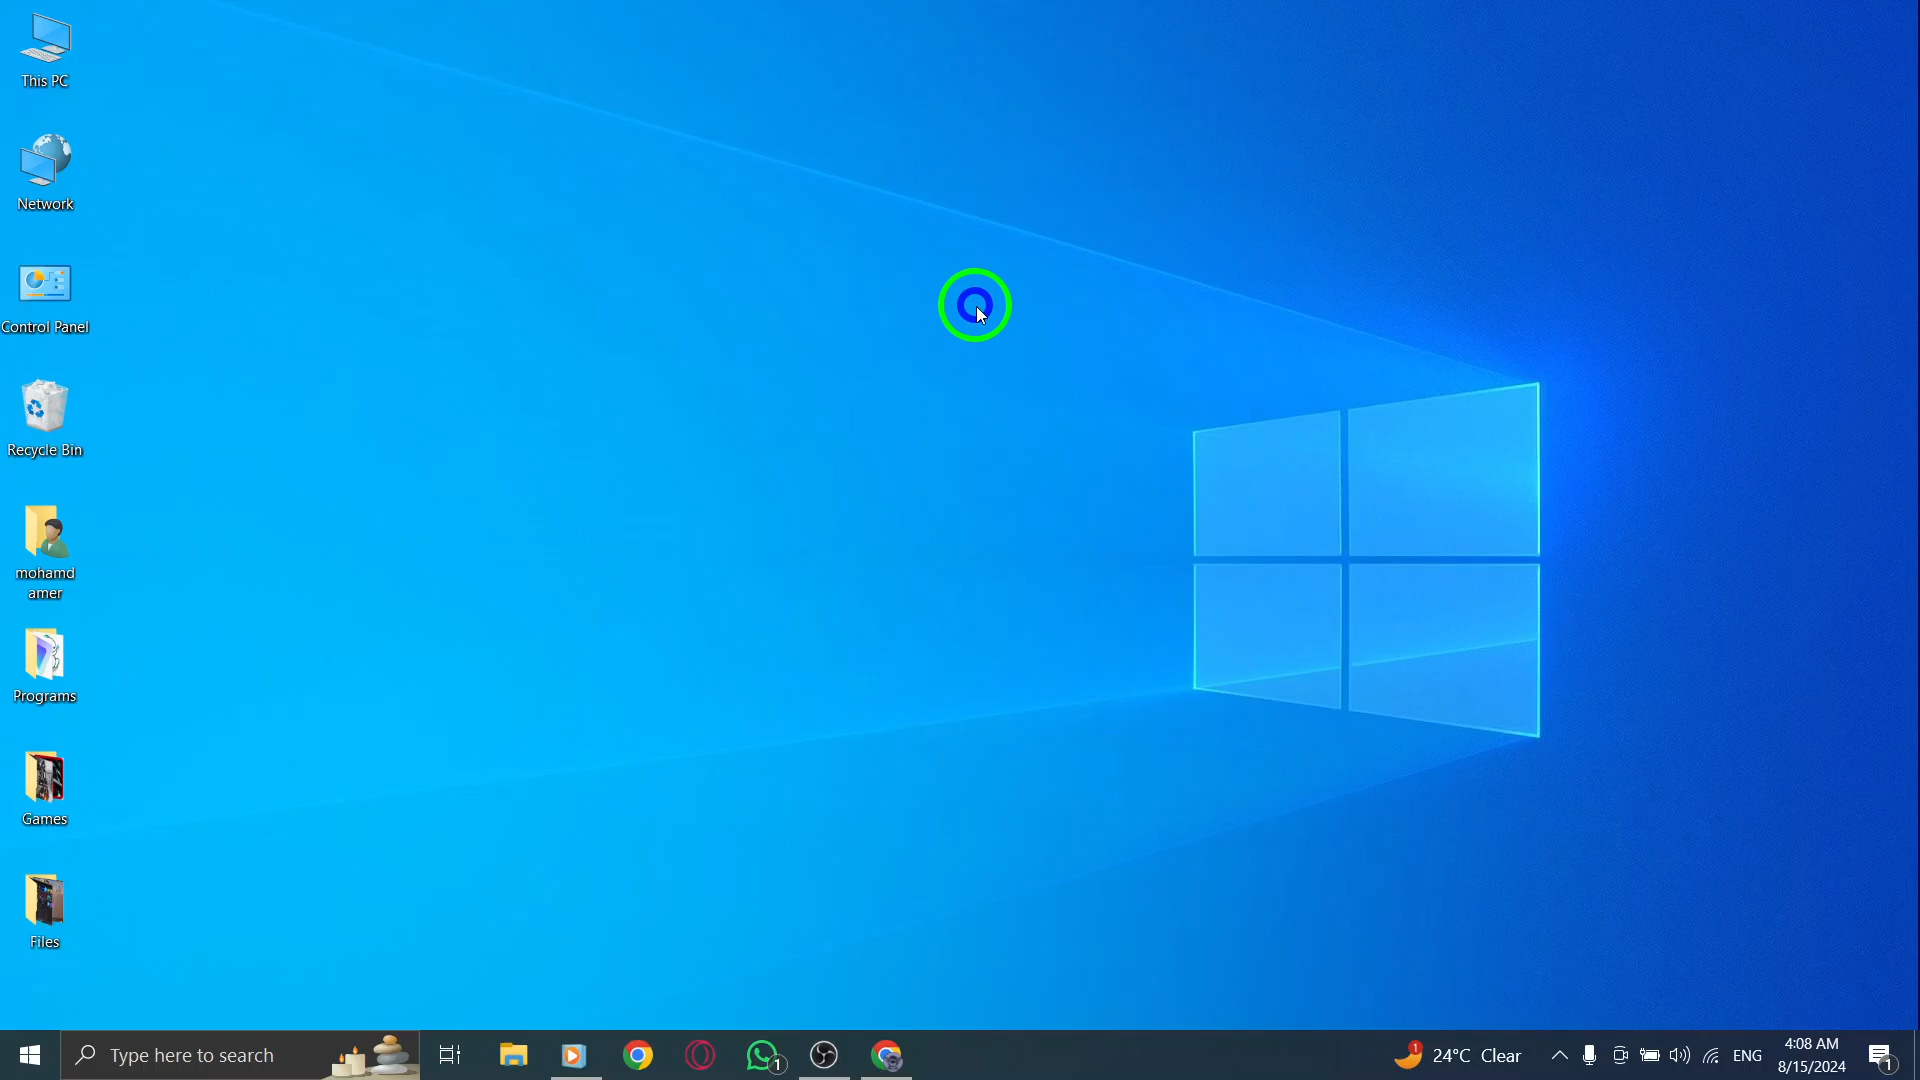 This PC
Network
Control Panel
Recycle Bin
mohamd
amer
Programs
Games
Files
Type here to search
1
1
24°C Clear
ENG
4:08 AM
8/15/2024
1